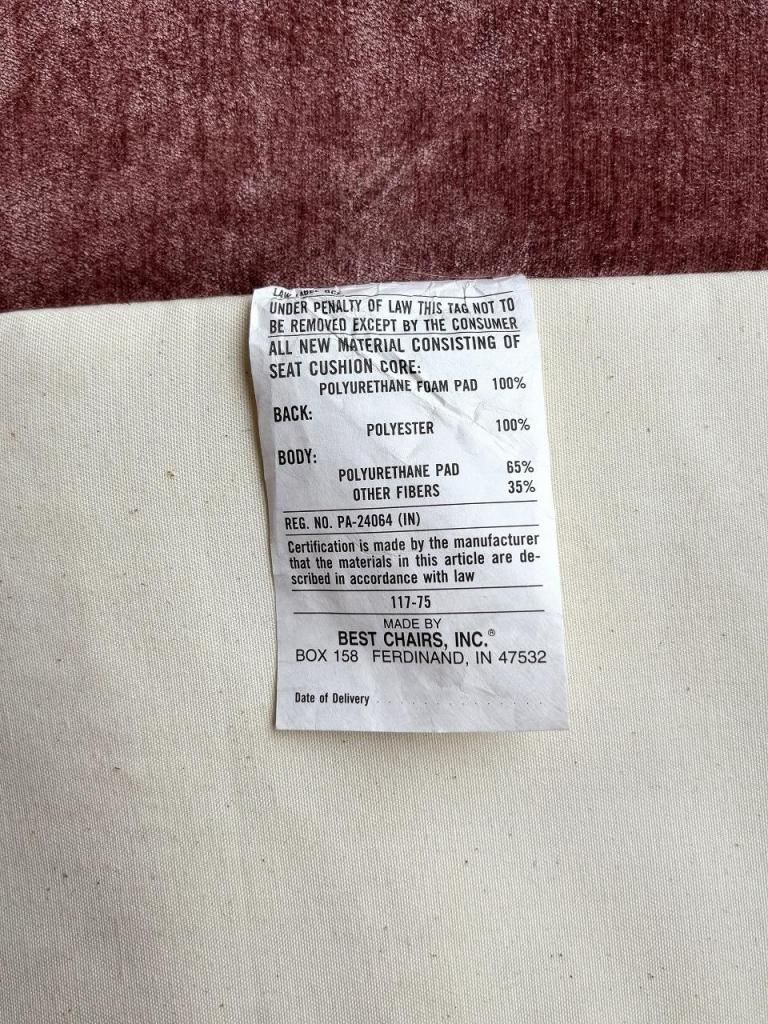 LAW LABEL
UNDER PENALTY OF LAW THIS TAG NOT TO
BE REMOVED EXCEPT BY THE CONSUMER
ALL NEW MATERIAL CONSISTING OF
SEAT CUSHION CORE:
POLYURETHANE FOAM PAD 100%
BACK:
POLYESTER 100%
BODY:
POLYURETHANE PAD 65%
OTHER FIBERS 35%
REG. NO. PA-24064 (IN)
Certification is made by the manufacturer
that the materials in this article are de-
scribed in accordance with law
117-75
MADE BY
BEST CHAIRS, INC.®
BOX 158 FERDINAND, IN 47532
Date of Delivery . . . . . . . . . . . . . .